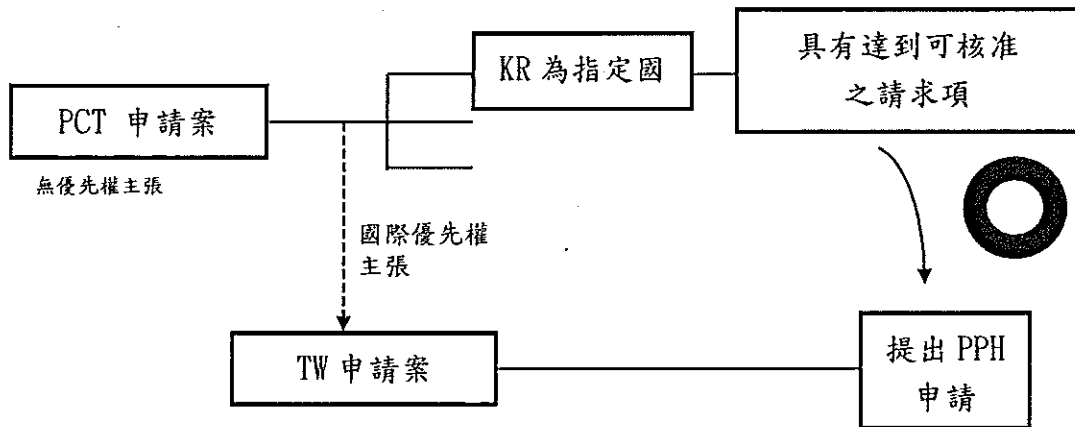 KR 為指定國
具有達到可核准
之請求項
PCT 申請案
無優先權主張
國際優先權
主張
TW 申請案
提出 PPH
申請